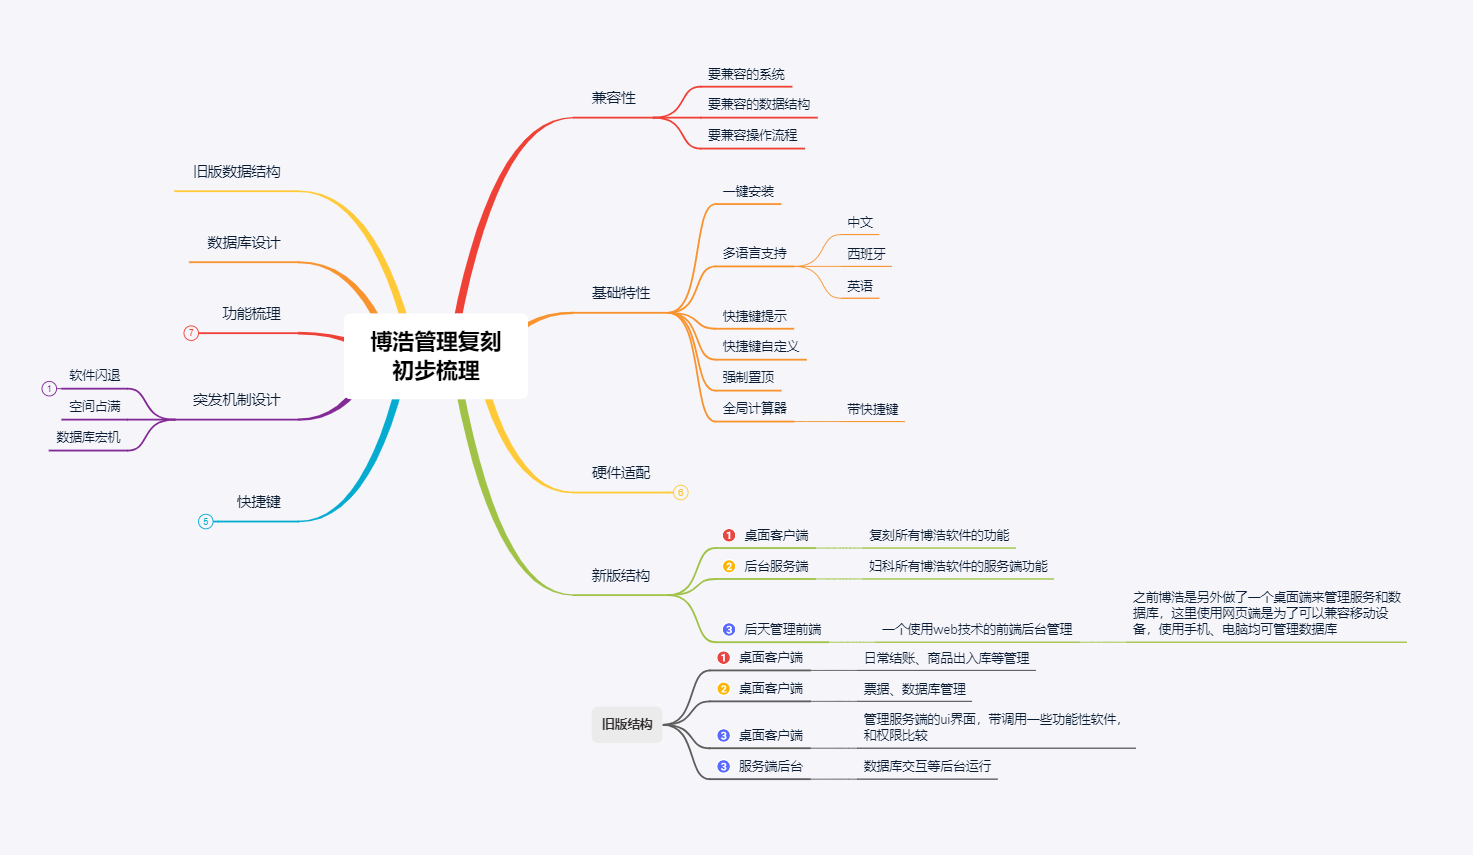 博浩管理复刻
初步梳理
兼容性
要兼容的系统
要兼容的数据结构
要兼容操作流程
基础特性
一键安装
多语言支持
中文
西班牙
英语
快捷键提示
快捷键自定义
强制置顶
全局计算器
带快捷键
硬件适配
6
新版结构
1 桌面客户端
复刻所有博浩软件的功能
2 后台服务端
妇科所有博浩软件的服务端功能
3 后天管理前端
一个使用web技术的前端后台管理
之前博浩是另外做了一个桌面端来管理服务和数
据库，这里使用网页端是为了可以兼容移动设
备，使用手机、电脑均可管理数据库
旧版结构
1 桌面客户端
日常结账、商品出入库等管理
2 桌面客户端
票据、数据库管理
3 桌面客户端
管理服务端的ui界面，带调用一些功能性软件，
和权限比较
3 服务端后台
数据库交互等后台运行
旧版数据结构
数据库设计
功能梳理
7
突发机制设计
软件闪退
1
空间占满
数据库宏机
快捷键
5